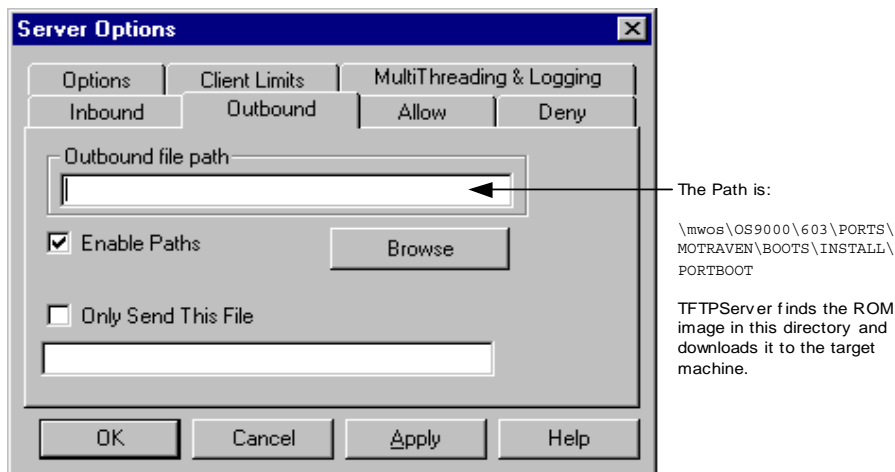 Server Options
Options
Client Limits
MultiThreading & Logging
Inbound
Outbound
Allow
Deny
Outbound file path
Enable Paths
Browse
Only Send This File
OK
Cancel
Apply
Help
The Path is:
\mwos\OS9000\603\PORTS\
MOTRAVEN\BOOTS\INSTALL\
PORTBOOT
TFTPServer finds the ROM
image in this directory and
downloads it to the target
machine.